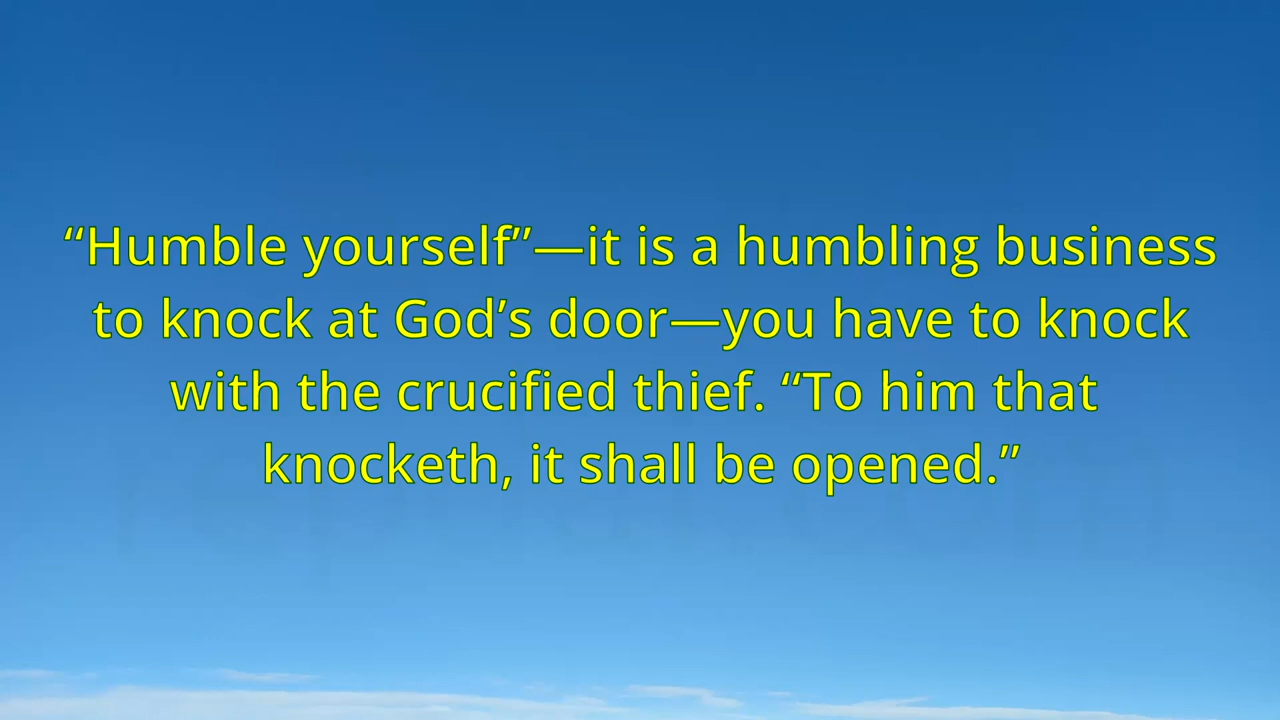 “Humble yourself”—it is a humbling business
to knock at God’s door—you have to knock
with the crucified thief. “To him that
knocketh, it shall be opened.”